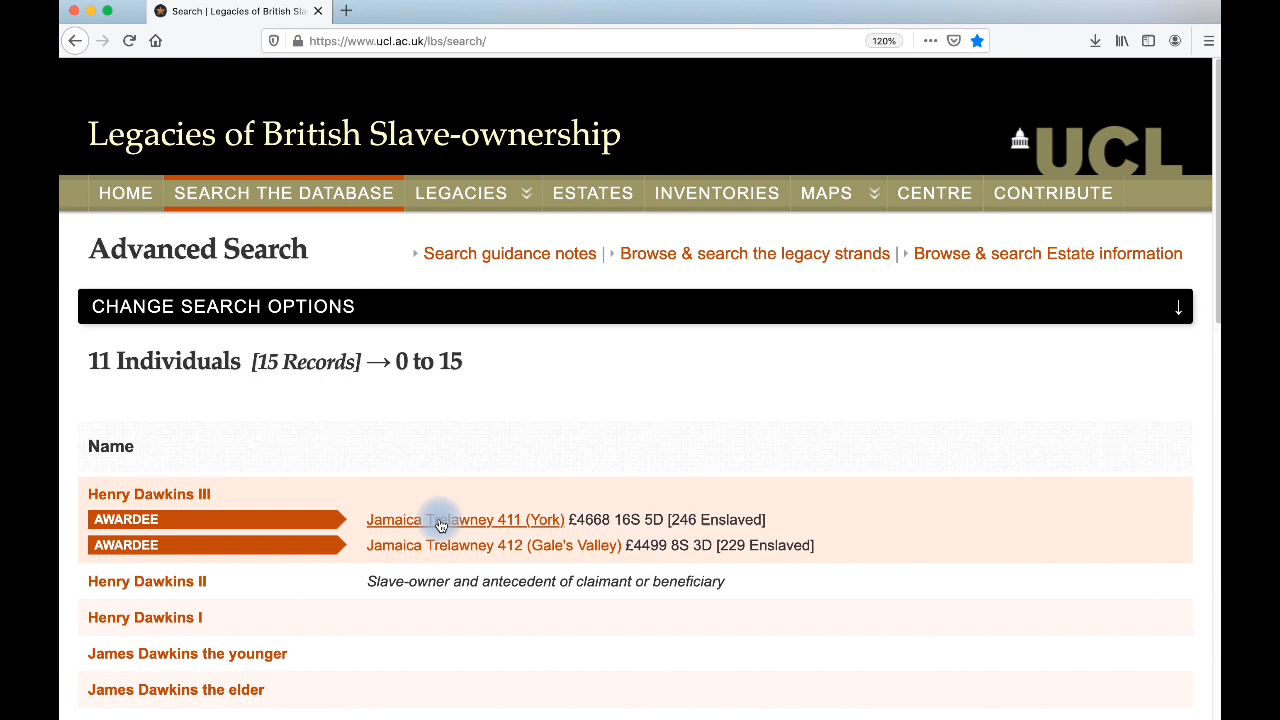 Search | Legacies of British Sla
https://www.ucl.ac.uk/lbs/search/
120%
Legacies of British Slave-ownership
UCL
HOME SEARCH THE DATABASE LEGACIES ESTATES INVENTORIES MAPS CENTRE CONTRIBUTE
Advanced Search
Search guidance notes | Browse & search the legacy strands | Browse & search Estate information
CHANGE SEARCH OPTIONS ↓
11 Individuals [15 Records] → 0 to 15
Name
Henry Dawkins III
AWARDEE Jamaica Trelawney 411 (York) £4668 16S 5D [246 Enslaved]
AWARDEE Jamaica Trelawney 412 (Gale's Valley) £4499 8S 3D [229 Enslaved]
Henry Dawkins II Slave-owner and antecedent of claimant or beneficiary
Henry Dawkins I
James Dawkins the younger
James Dawkins the elder